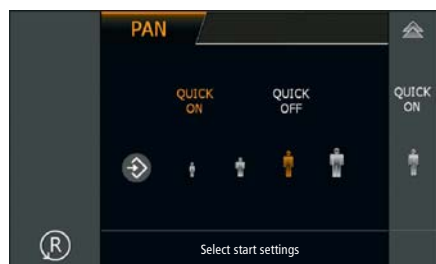 PAN
QUICK
ON
QUICK
OFF
QUICK
ON
R
Select start settings